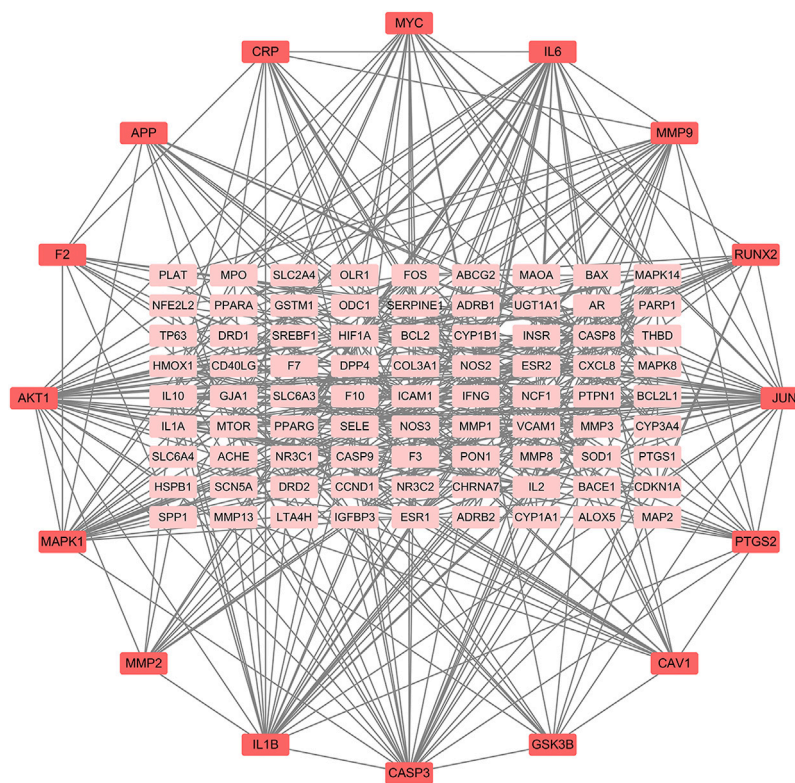 MYC
CRP IL6
APP MMP9
F2 RUNX2
PLAT MPO SLC2A4 OLR1 FOS ABCG2 MAOA BAX MAPK14
NFE2L2 PPARA GSTM1 ODC1 SERPINE1 ADRB1 UGT1A1 AR PARP1
TP63 DRD1 SREBF1 HIF1A BCL2 CYP1B1 INSR CASP8 THBD
HMOX1 CD40LG F7 DPP4 COL3A1 NOS2 ESR2 CXCL8 MAPK8
AKT1 IL10 GJA1 SLC6A3 F10 ICAM1 IFNG NCF1 PTPN1 BCL2L1 JUN
IL1A MTOR PPARG SELE NOS3 MMP1 VCAM1 MMP3 CYP3A4
SLC6A4 ACHE NR3C1 CASP9 F3 PON1 MMP8 SOD1 PTGS1
HSPB1 SCN5A DRD2 CCND1 NR3C2 CHRNA7 IL2 BACE1 CDKN1A
SPP1 MMP13 LTA4H IGFBP3 ESR1 ADRB2 CYP1A1 ALOX5 MAP2
MAPK1 PTGS2
MMP2 CAV1
IL1B GSK3B
CASP3